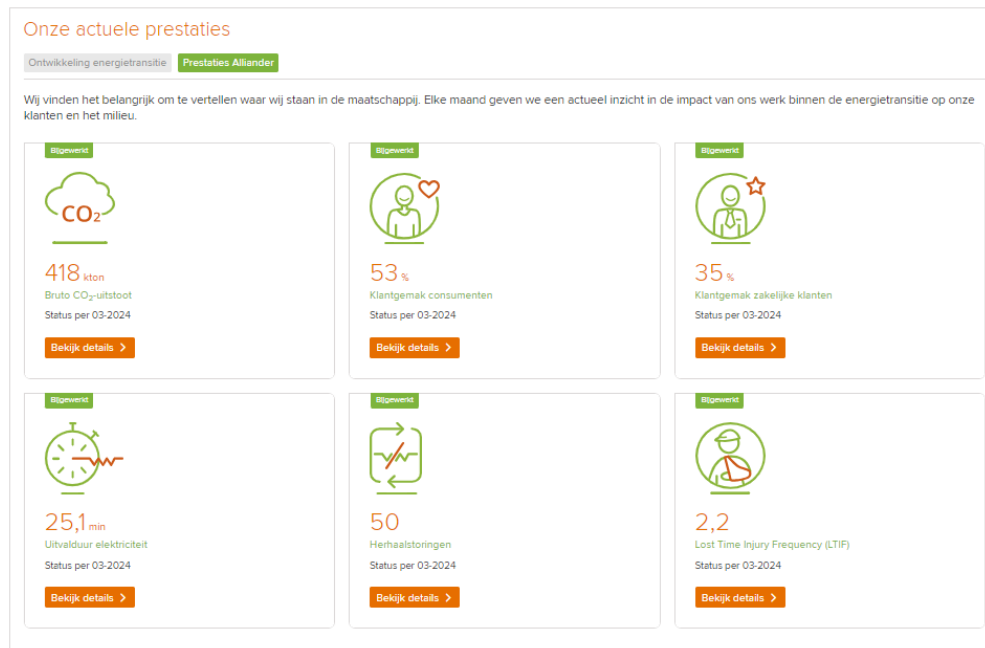 Onze actuele prestaties
Ontwikkeling energietransitie Prestaties Alliander
Wij vinden het belangrijk om te vertellen waar wij staan in de maatschappij. Elke maand geven we een actueel inzicht in de impact van ons werk binnen de energietransitie op onze
klanten en het milieu.
Bijgewerkt
CO2
418 kton
Bruto CO2-uitstoot
Status per 03-2024
Bekijk details
Bijgewerkt
53 %
Klantgemak consumenten
Status per 03-2024
Bekijk details
Bijgewerkt
35 %
Klantgemak zakelijke klanten
Status per 03-2024
Bekijk details
Bijgewerkt
25,1 min
Uitvalduur elektriciteit
Status per 03-2024
Bekijk details
Bijgewerkt
50
Herhaalstoringen
Status per 03-2024
Bekijk details
Bijgewerkt
2,2
Lost Time Injury Frequency (LTIF)
Status per 03-2024
Bekijk details